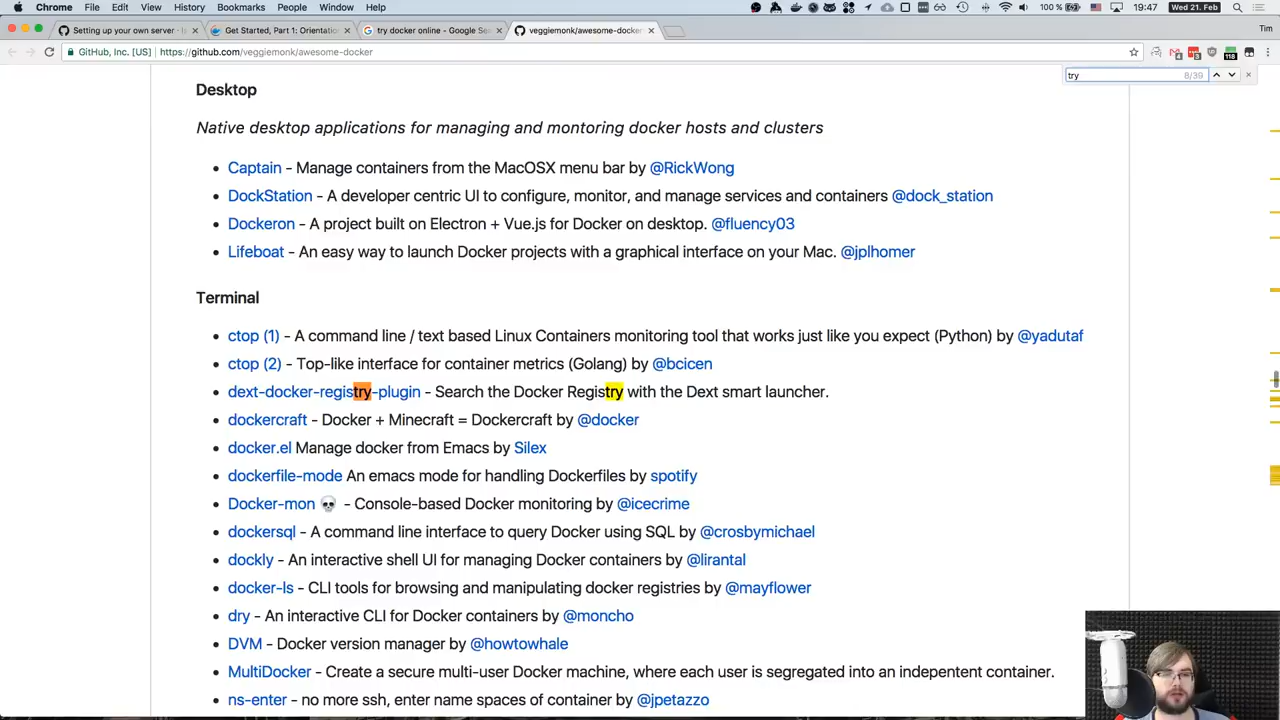 Chrome File Edit View History Bookmarks People Window Help 100 % 19:47 Wed 21. Feb
Setting up your own server - I
Get Started, Part 1: Orientatio
try docker online - Google Se
veggiemonk/awesome-docker
Tim
GitHub, Inc. [US] https://github.com/veggiemonk/awesome-docker
4 5 118
try 8/39
Desktop
Native desktop applications for managing and montoring docker hosts and clusters
Captain - Manage containers from the MacOSX menu bar by @RickWong
DockStation - A developer centric UI to configure, monitor, and manage services and containers @dock_station
Dockeron - A project built on Electron + Vue.js for Docker on desktop. @fluency03
Lifeboat - An easy way to launch Docker projects with a graphical interface on your Mac. @jplhomer
Terminal
ctop (1) - A command line / text based Linux Containers monitoring tool that works just like you expect (Python) by @yadutaf
ctop (2) - Top-like interface for container metrics (Golang) by @bcicen
dext-docker-registry-plugin - Search the Docker Registry with the Dext smart launcher.
dockercraft - Docker + Minecraft = Dockercraft by @docker
docker.el Manage docker from Emacs by Silex
dockerfile-mode An emacs mode for handling Dockerfiles by spotify
Docker-mon 💀 - Console-based Docker monitoring by @icecrime
dockersql - A command line interface to query Docker using SQL by @crosbymichael
dockly - An interactive shell UI for managing Docker containers by @lirantal
docker-ls - CLI tools for browsing and manipulating docker registries by @mayflower
dry - An interactive CLI for Docker containers by @moncho
DVM - Docker version manager by @howtowhale
MultiDocker - Create a secure multi-user Docker machine, where each user is segregated into an indepentent container.
ns-enter - no more ssh, enter name spaces of container by @jpetazzo